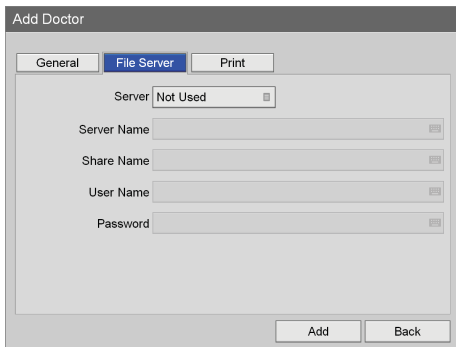 Add Doctor
General File Server Print
Server Not Used
Server Name
Share Name
User Name
Password
Add Back